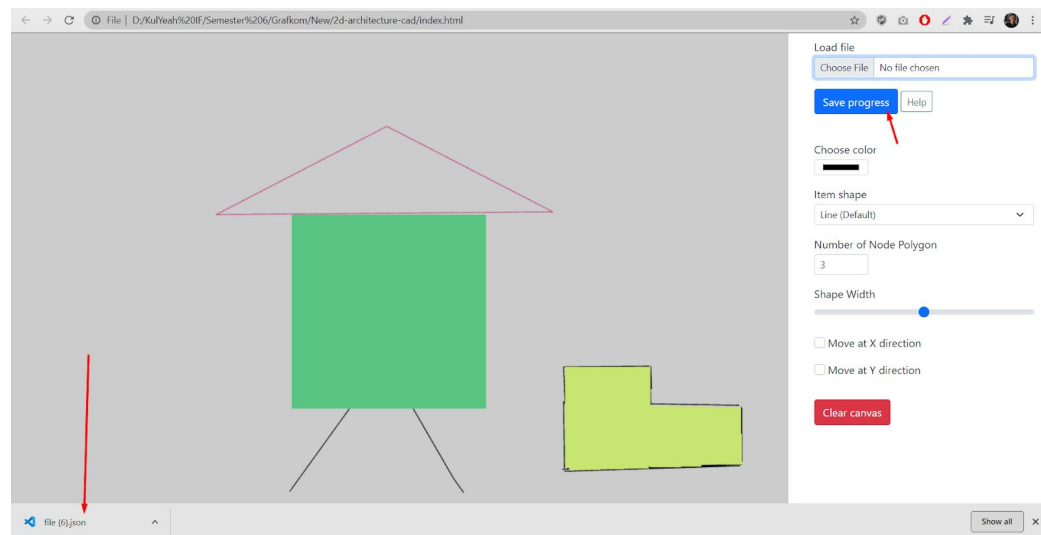 File | D:/KulYeah%20IF/Semester%206/Grafkom/New/2d-architecture-cad/index.html
Load file
Choose File No file chosen
Save progress Help
Choose color
Item shape
Line (Default)
Number of Node Polygon
3
Shape Width
Move at X direction
Move at Y direction
Clear canvas
file (6).json
Show all